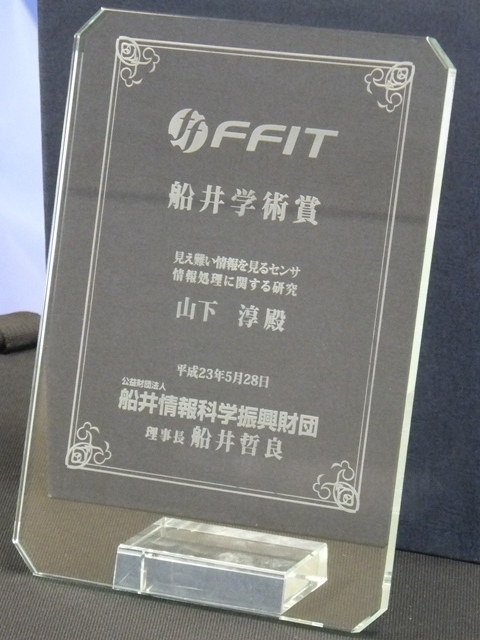 FFIT
船井学術賞
見え難い情報を見るセンサ
情報処理に関する研究
山下 淳殿
平成23年5月28日
公益財団法人
船井情報科学振興財団
理事長 船井哲良